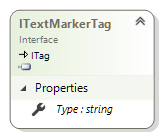 ITextMarkerTag
Interface
ITag
Properties
Type : string